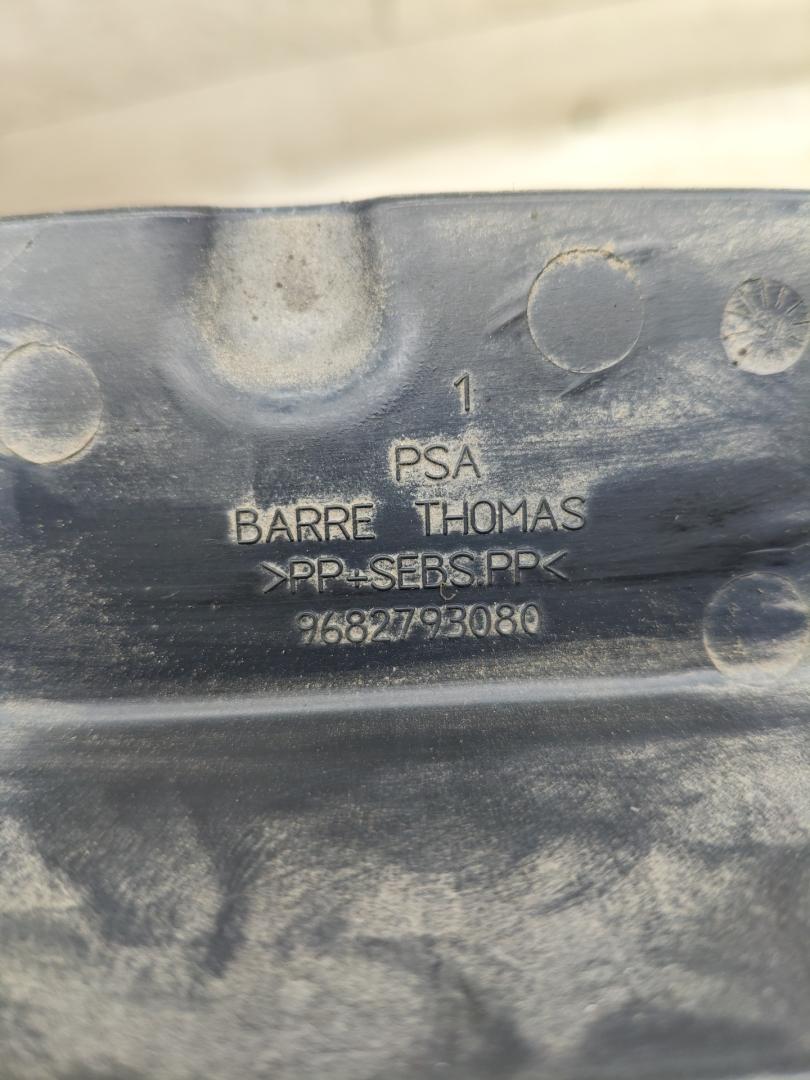 1
PSA
BARRE THOMAS
>PP+SEBS.PP<
9682793080